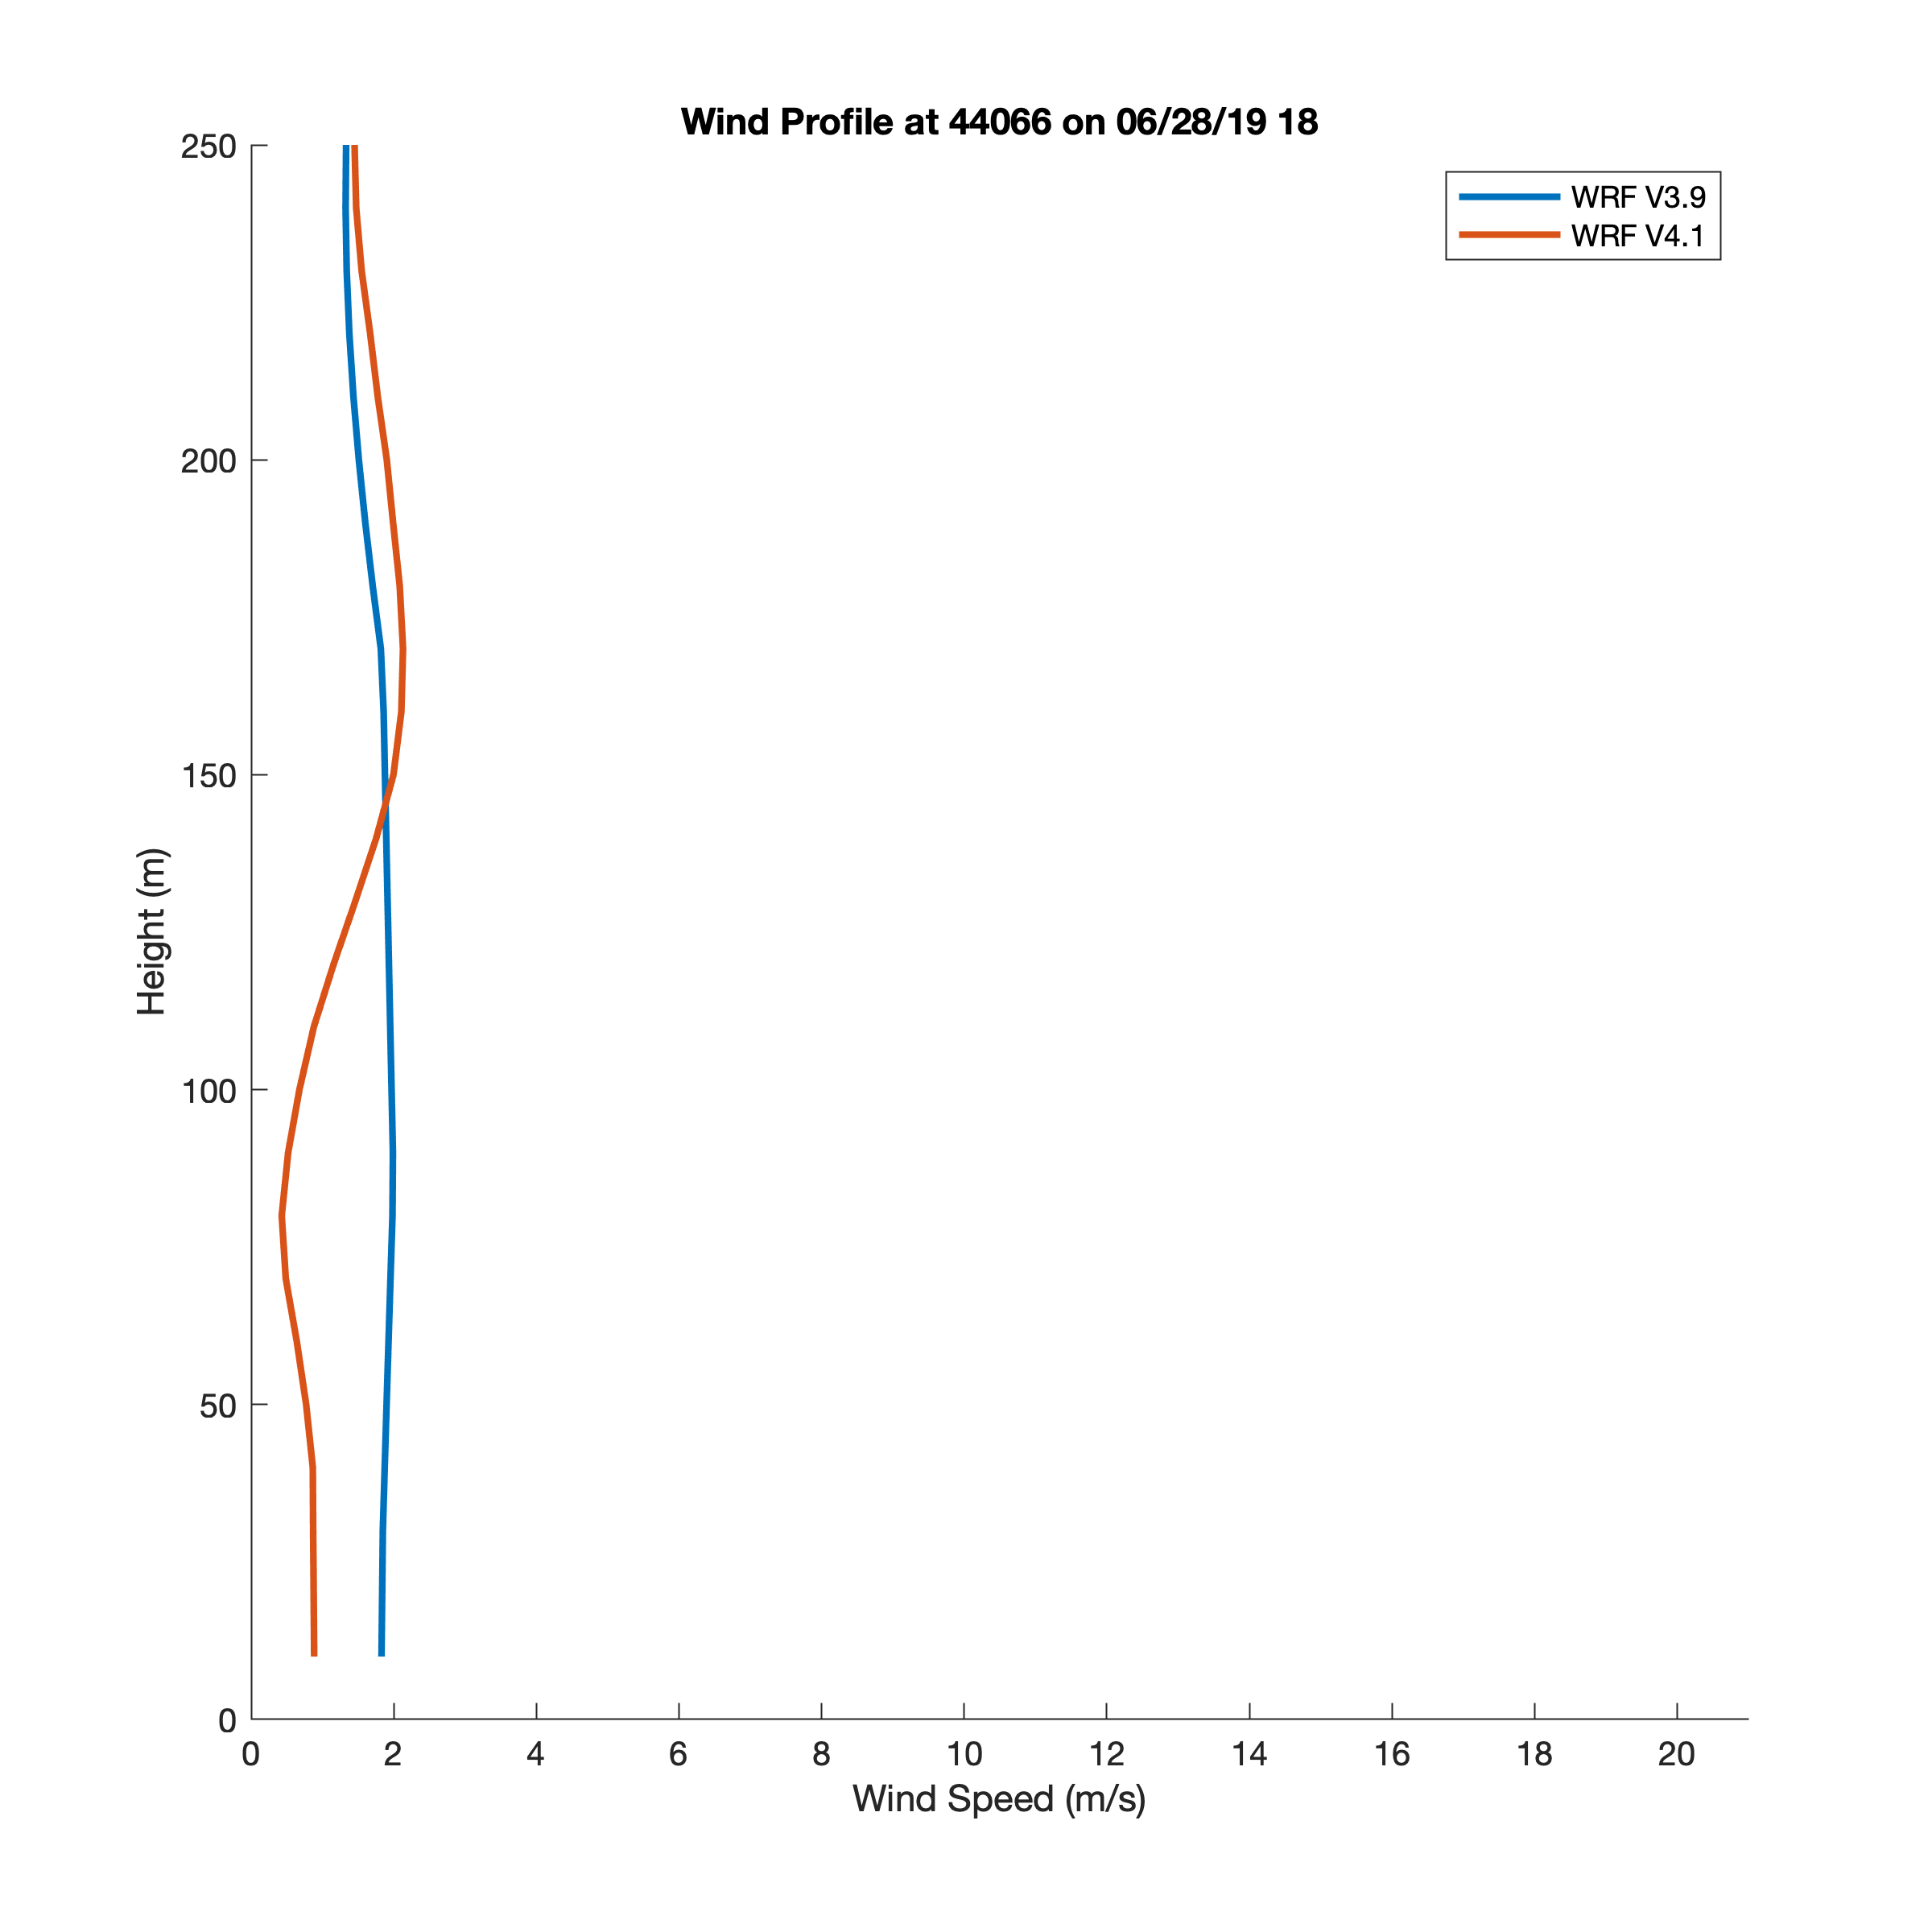 Wind Profile at 44066 on 06/28/19 18
250
200
150
100
50
0
Height (m)
WRF V3.9
WRF V4.1
0 2 4 6 8 10 12 14 16 18 20
Wind Speed (m/s)